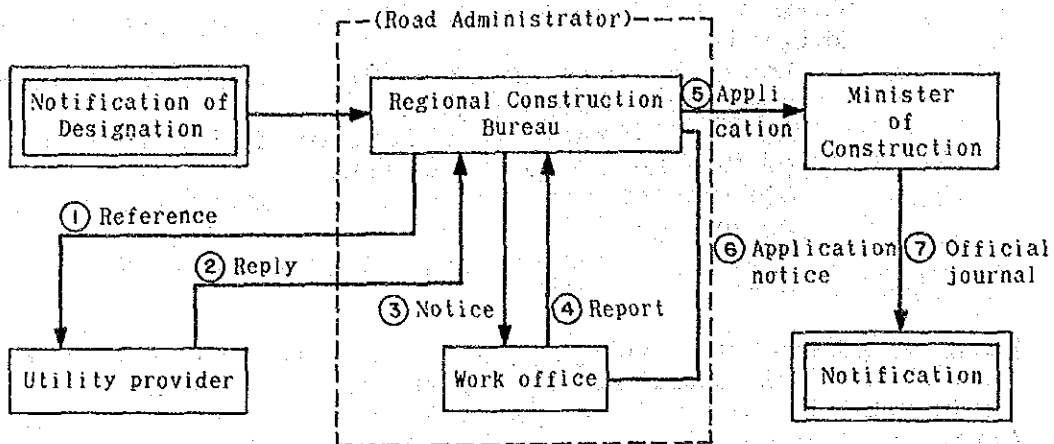 (Road Administrator)
Notification of
Designation
Regional Construction
Bureau
⑤ Appli
cation
Minister
of
Construction
① Reference
② Reply
③ Notice
④ Report
⑥ Application
notice
⑦ Official
journal
Utility provider
Work office
Notification